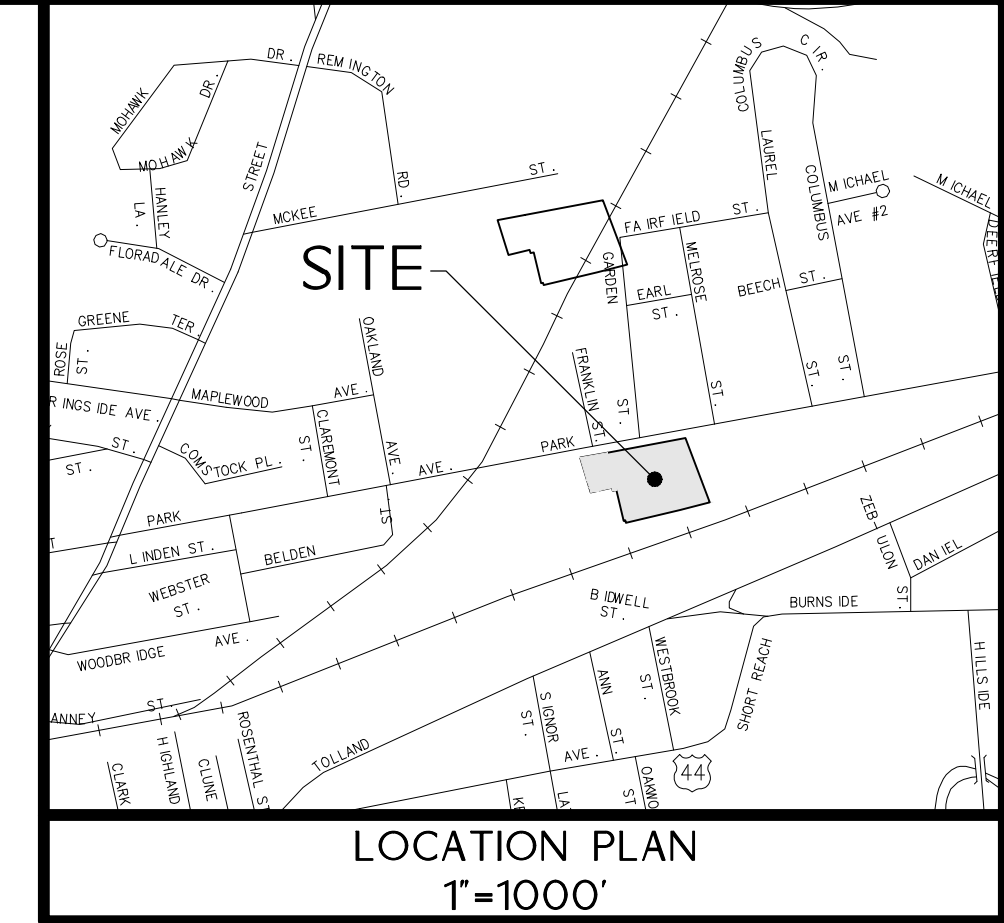 DR.
REMINGTON
RD.
MOHAWK
DR.
MOHAWK
HANLEY
LA.
STREET
FLORADALE DR.
MCKEE
ST.
COLUMBUS
CIR.
LAUREL
COLUMBUS
MICHAEL
AVE #2
MICHAEL
FAIRFIELD
ST.
SITE
GARDEN
MELROSE
EARL
ST.
BEECH
ST.
GREENE
TER.
ROSE
ST.
OAKLAND
AVE.
MAPLEWOOD
AVE.
FRANKLIN ST.
ST.
ST.
ST.
ST.
RINGSIDE AVE.
ST.
ST.
COMSTOCK PL.
CLAREMONT
ST.
PARK
AVE.
PARK
ST.
LINDEN ST.
BELDEN
WEBSTER
ST.
WOODBRIDGE
AVE.
ZEBULON
ST.
DANIEL
BIDWELL
ST.
BURNSIDE
HILLSIDE
ANNEY
ST.
CLARK
HIGHLAND
CLUNE
ROSENTHAL ST
TOLLAND
SIGNOR
ST.
ANN
ST.
WESTBROOK
ST.
SHORT REACH
AVE.
44
OAKWO
ST
LA
LOCATION PLAN
1"=1000'